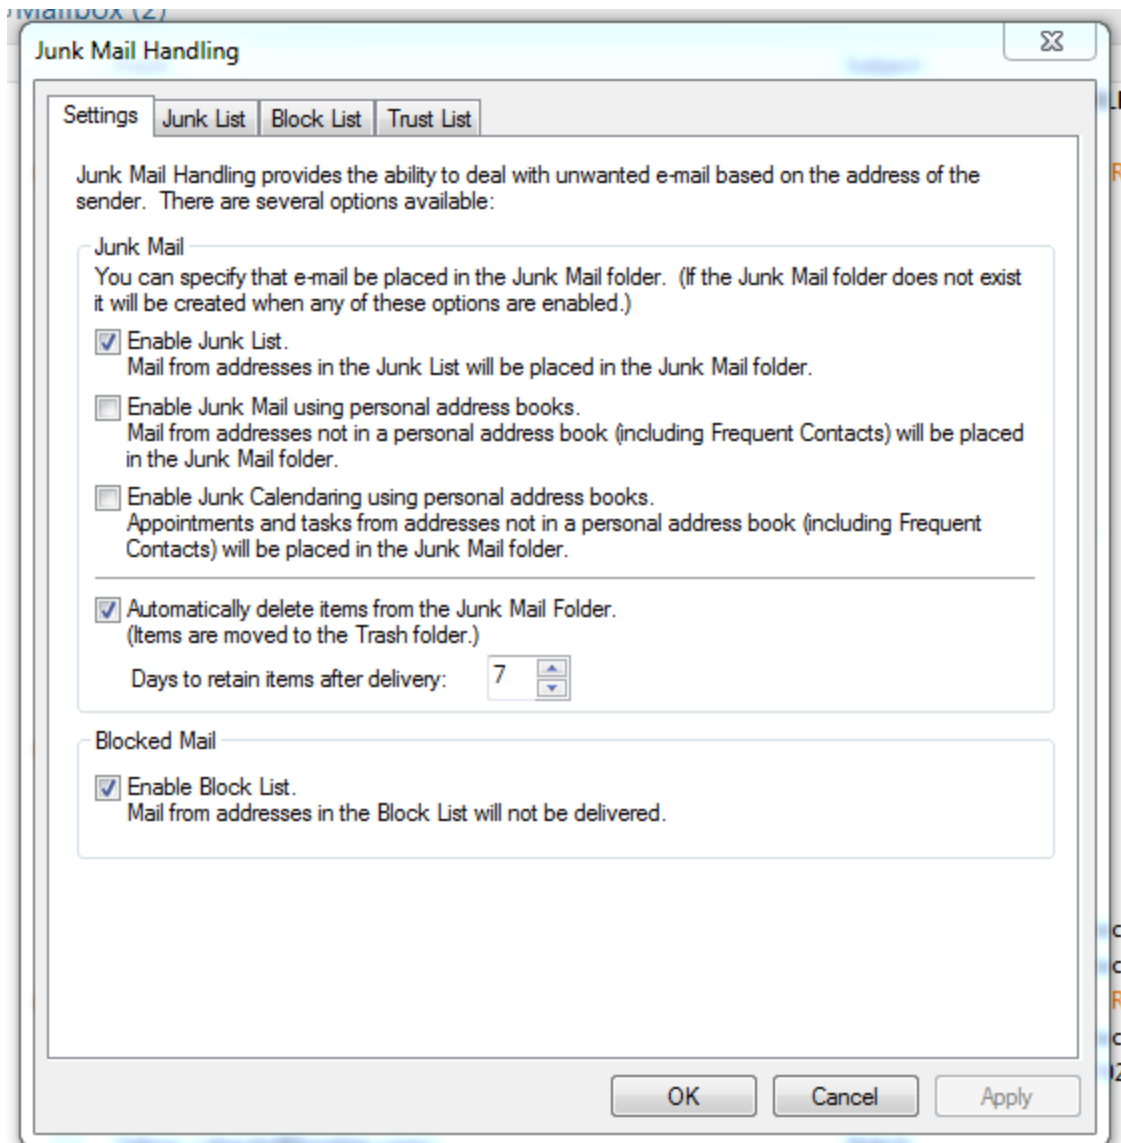 Mailbox (2)
Junk Mail Handling
Settings
Junk List
Block List
Trust List
Junk Mail Handling provides the ability to deal with unwanted e-mail based on the address of the
sender.  There are several options available:
Junk Mail
You can specify that e-mail be placed in the Junk Mail folder.  (If the Junk Mail folder does not exist
it will be created when any of these options are enabled.)
Enable Junk List.
Mail from addresses in the Junk List will be placed in the Junk Mail folder.
Enable Junk Mail using personal address books.
Mail from addresses not in a personal address book (including Frequent Contacts) will be placed
in the Junk Mail folder.
Enable Junk Calendaring using personal address books.
Appointments and tasks from addresses not in a personal address book (including Frequent
Contacts) will be placed in the Junk Mail folder.
Automatically delete items from the Junk Mail Folder.
(Items are moved to the Trash folder.)
Days to retain items after delivery: 7
Blocked Mail
Enable Block List.
Mail from addresses in the Block List will not be delivered.
OK
Cancel
Apply